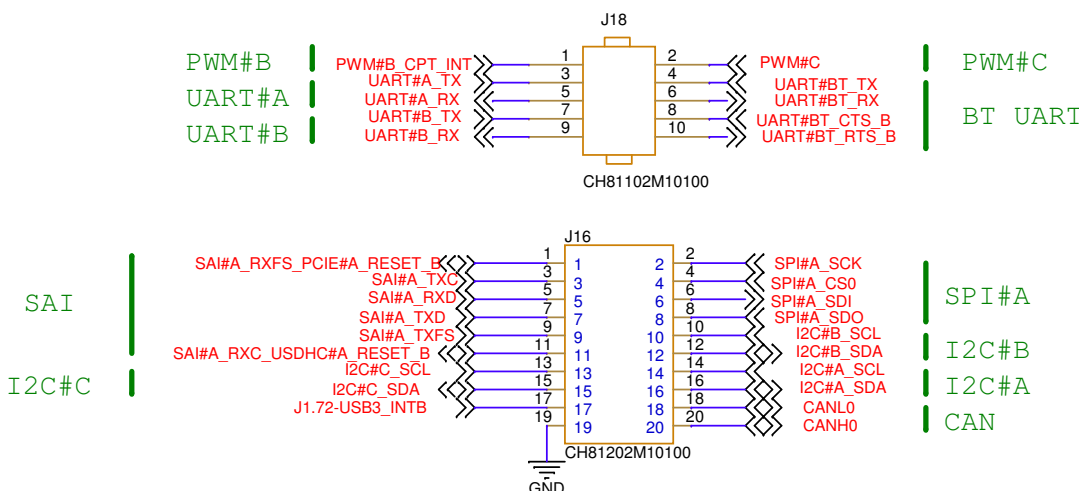 J18
PWM#B PWM#B_CPT_INT 1 2 PWM#C PWM#C
UART#A_TX 3 4 UART#BT_TX
UART#A UART#A_RX 5 6 UART#BT_RX
UART#B_TX 7 8 UART#BT_CTS_B BT UART
UART#B UART#B_RX 9 10 UART#BT_RTS_B
CH81102M10100
J16
SAI#A_RXFS_PCIE#A_RESET_B 1 1 2 2 SPI#A_SCK
SAI#A_TXC 3 3 4 4 SPI#A_CS0
SAI SAI#A_RXD 5 5 6 6 SPI#A_SDI SPI#A
SAI#A_TXD 7 7 8 8 SPI#A_SDO
SAI#A_TXFS 9 9 10 10 I2C#B_SCL
SAI#A_RXC_USDHC#A_RESET_B 11 11 12 12 I2C#B_SDA I2C#B
I2C#C_SCL 13 13 14 14 I2C#A_SCL
I2C#C I2C#C_SDA 15 15 16 16 I2C#A_SDA I2C#A
J1.72-USB3_INTB 17 17 18 18 CANL0
19 19 20 20 CANH0 CAN
CH81202M10100
GND